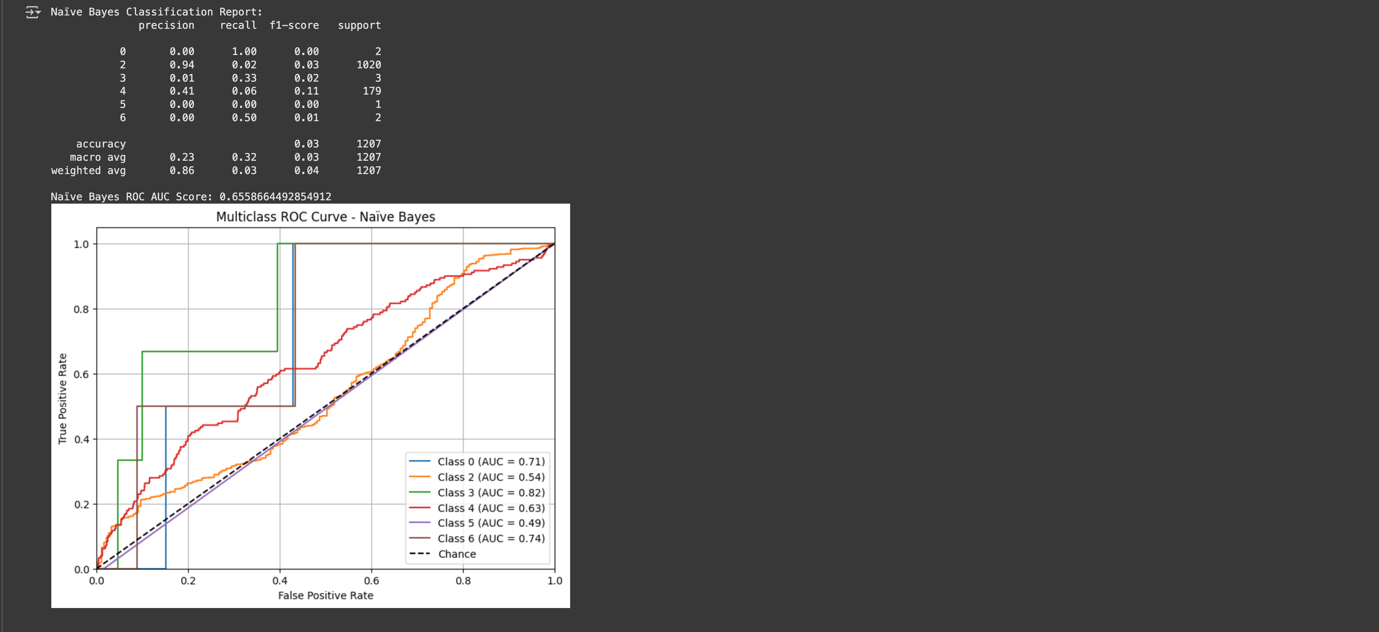 Naïve Bayes Classification Report:
precision recall f1-score support
0 0.00 1.00 0.00 2
2 0.94 0.02 0.03 1020
3 0.01 0.33 0.02 3
4 0.41 0.06 0.11 179
5 0.00 0.00 0.00 1
6 0.00 0.50 0.01 2
accuracy 0.03 1207
macro avg 0.23 0.32 0.03 1207
weighted avg 0.86 0.03 0.04 1207
Naïve Bayes ROC AUC Score: 0.6558664492854912
Multiclass ROC Curve - Naïve Bayes
1.0
0.8
0.6
0.4
0.2
0.0
True Positive Rate
Class 0 (AUC = 0.71)
Class 2 (AUC = 0.54)
Class 3 (AUC = 0.82)
Class 4 (AUC = 0.63)
Class 5 (AUC = 0.49)
Class 6 (AUC = 0.74)
Chance
0.0 0.2 0.4 0.6 0.8 1.0
False Positive Rate